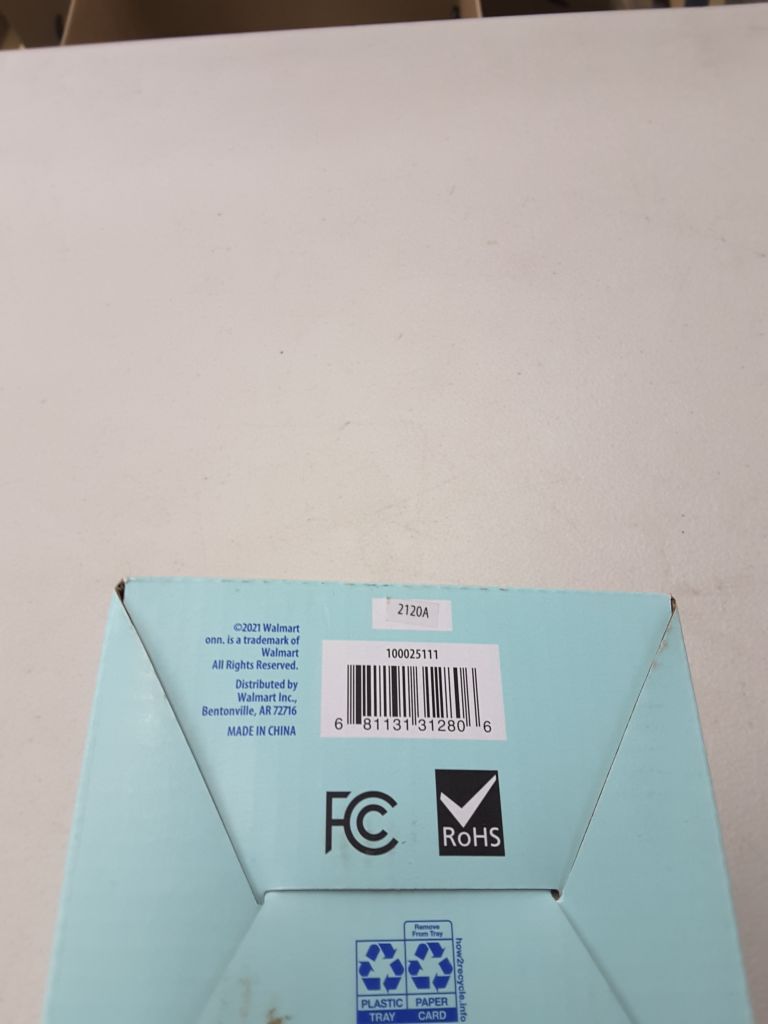 2120A
©2021 Walmart
onn. is a trademark of
Walmart
All Rights Reserved.
Distributed by
Walmart Inc.,
Bentonville, AR 72716
MADE IN CHINA
100025111
6 81131 31280 6
FC
RoHS
Remove
From Tray
PLASTIC PAPER
TRAY CARD
how2recycle.info